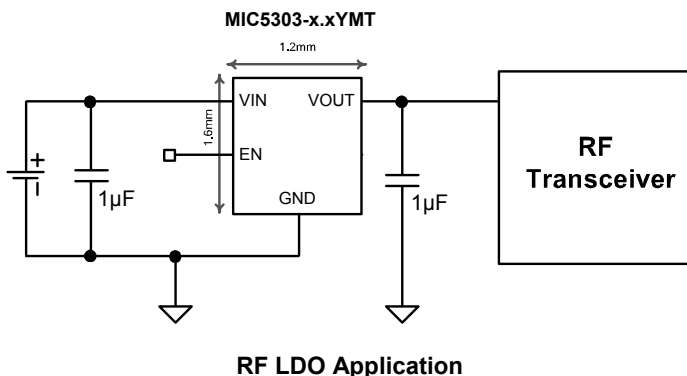 MIC5303-x.xYMT
1.2mm
1.6mm
VIN
VOUT
EN
GND
+
–
1µF
1µF
RF
Transceiver
RF LDO Application